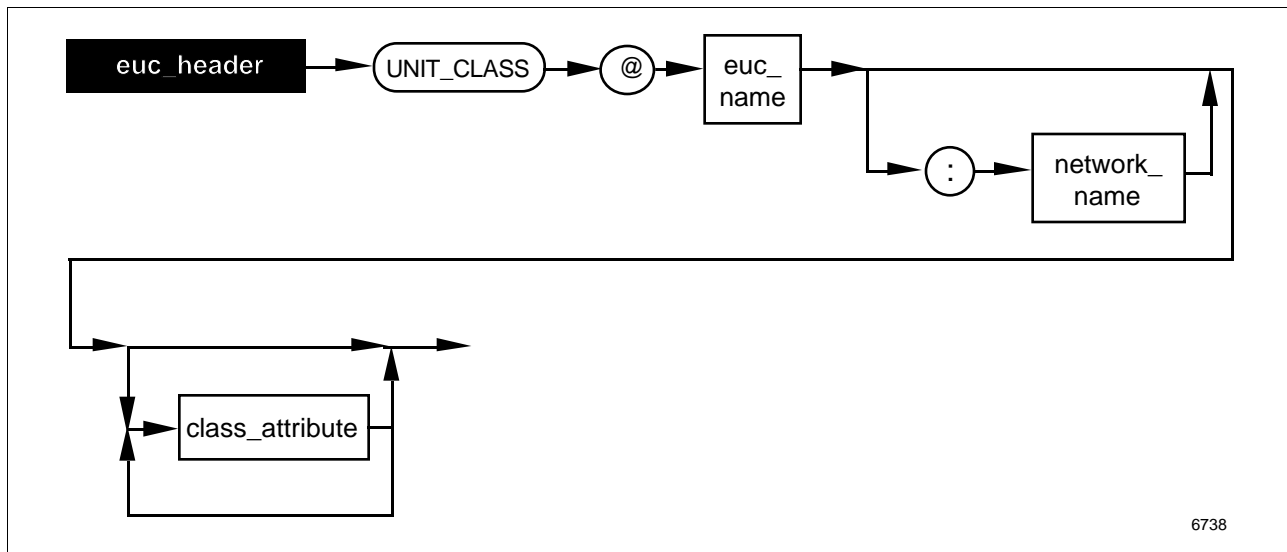 euc_header
UNIT_CLASS
@
euc_
name
:
network_
name
class_attribute
6738